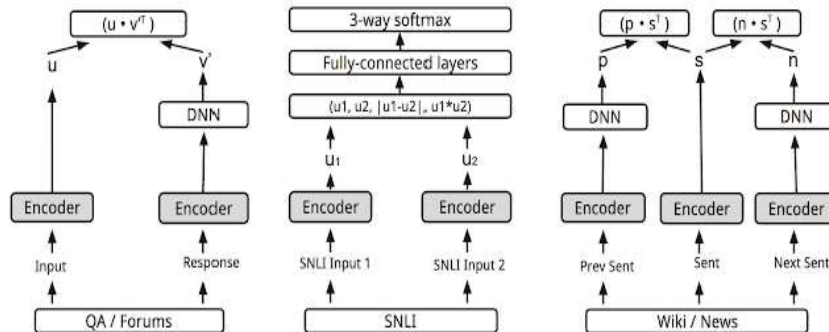 (u • v'ᵀ)
u
v'
DNN
Encoder
Encoder
Input
Response
QA / Forums
3-way softmax
Fully-connected layers
(u1, u2, |u1-u2|, u1*u2)
u₁
u₂
Encoder
Encoder
SNLI Input 1
SNLI Input 2
SNLI
(p • sᵀ)
(n • sᵀ)
p
s
n
DNN
DNN
Encoder
Encoder
Encoder
Prev Sent
Sent
Next Sent
Wiki / News